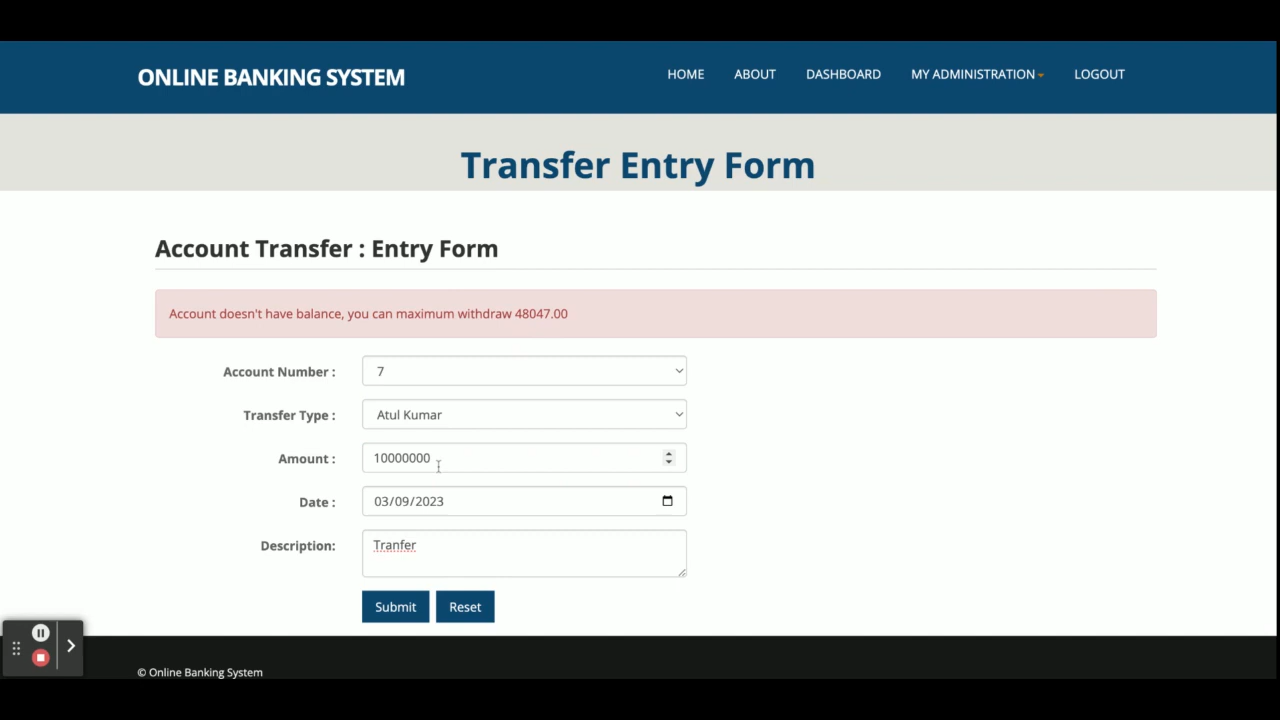 ONLINE BANKING SYSTEM
HOME ABOUT DASHBOARD MY ADMINISTRATION LOGOUT
Transfer Entry Form
Account Transfer : Entry Form
Account doesn't have balance, you can maximum withdraw 48047.00
Account Number : 7
Transfer Type : Atul Kumar
Amount : 10000000
Date : 03/09/2023
Description: Tranfer
Submit Reset
© Online Banking System